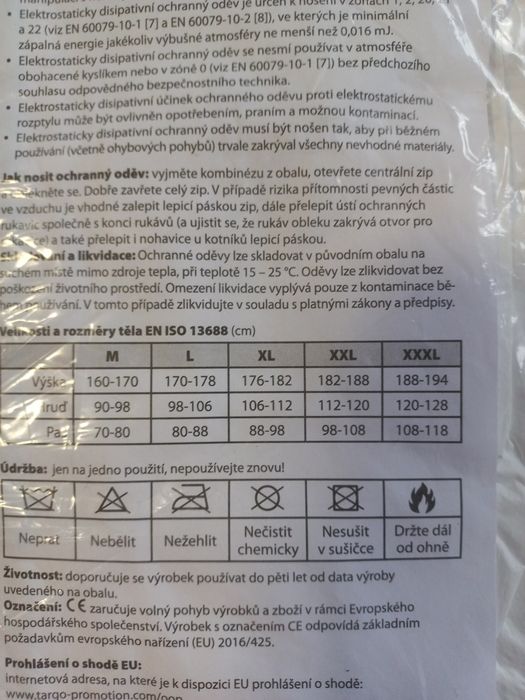 Elektrostaticky disipativní ochranný oděv je určen k nošení v zónách 1, 2, 20, 21
a 22 (viz EN 60079-10-1 [7] a EN 60079-10-2 [8]), ve kterých je minimální
zápalná energie jakékoliv výbušné atmosféry ne menší než 0,016 mJ.
• Elektrostaticky disipativní ochranný oděv se nesmí používat v atmosféře
obohacené kyslíkem nebo v zóně 0 (viz EN 60079-10-1 [7]) bez předchozího
souhlasu odpovědného bezpečnostního technika.
• Elektrostaticky disipativní účinek ochranného oděvu proti elektrostatickému
rozptylu může být ovlivněn opotřebením, praním a možnou kontaminací.
• Elektrostaticky disipativní ochranný oděv musí být nošen tak, aby při běžném
používání (včetně ohybových pohybů) trvale zakrýval všechny nevhodné materiály.
Jak nosit ochranný oděv: vyjměte kombinézu z obalu, otevřete centrální zip
a oblékněte se. Dobře zavřete celý zip. V případě rizika přítomnosti pevných částic
ve vzduchu je vhodné zalepit lepicí páskou zip, dále přelepit ústí ochranných
rukavic společně s konci rukávů (a ujistit se, že rukáv obleku zakrývá otvor pro
a také přelepit i nohavice u kotníků lepicí páskou.
Skladování a likvidace: Ochranné oděvy lze skladovat v původním obalu na
suchém místě mimo zdroje tepla, při teplotě 15 – 25 °C. Oděvy lze zlikvidovat bez
poškození životního prostředí. Omezení likvidace vyplývá pouze z kontaminace bě-
hem používání. V tomto případě zlikvidujte v souladu s platnými zákony a předpisy.
Velikosti a rozměry těla EN ISO 13688 (cm)
M L XL XXL XXXL
Výška 160-170 170-178 176-182 182-188 188-194
Hruď 90-98 98-106 106-112 112-120 120-128
Pas 70-80 80-88 88-98 98-108 108-118
Údržba: jen na jedno použití, nepoužívejte znovu!
Neprat Nebělit Nežehlit Nečistit chemicky Nesušit v sušičce Držte dál od ohně
Životnost: doporučuje se výrobek používat do pěti let od data výroby
uvedeného na obalu.
Označení: CE zaručuje volný pohyb výrobků a zboží v rámci Evropského
hospodářského společenství. Výrobek s označením CE odpovídá základním
požadavkům evropského nařízení (EU) 2016/425.
Prohlášení o shodě EU:
internetová adresa, na které je k dispozici EU prohlášení o shodě: